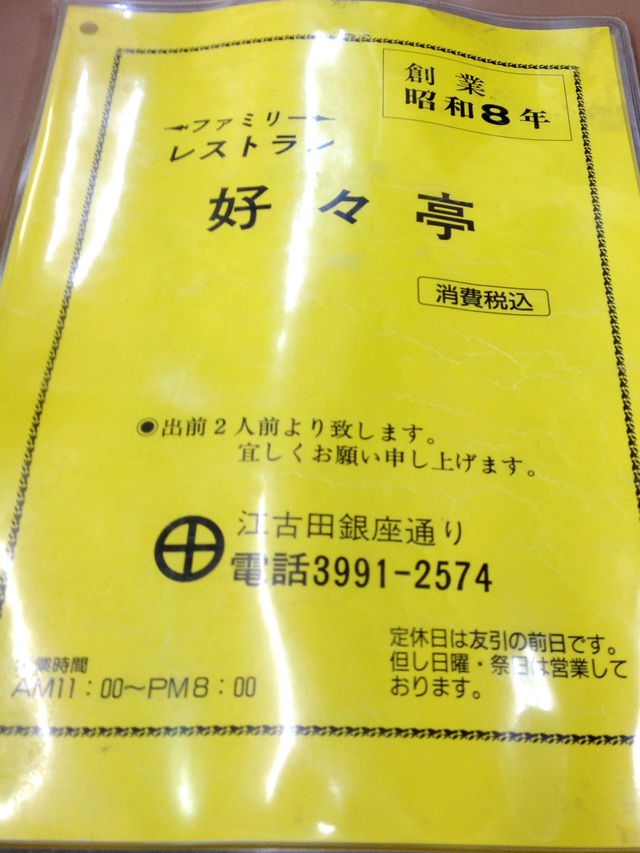 創業
昭和8年
ファミリー
レストラン
好々亭
消費税込
◉出前2人前より致します。
宜しくお願い申し上げます。
江古田銀座通り
電話3991-2574
定休日は友引の前日です。
但し日曜・祭日は営業して
おります。
営業時間
AM11:00〜PM8:00